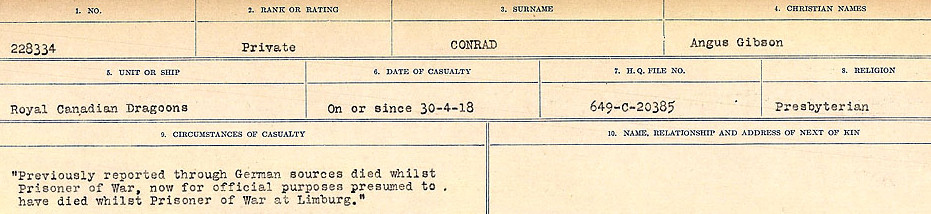 1. NO. 2. RANK OR RATING 3. SURNAME 4. CHRISTIAN NAMES
228334 Private CONRAD Angus Gibson
5. UNIT OR SHIP 6. DATE OF CASUALTY 7. H.Q. FILE NO. 8. RELIGION
Royal Canadian Dragoons On or since 30-4-18 649-C-20385 Presbyterian
9. CIRCUMSTANCES OF CASUALTY 10. NAME, RELATIONSHIP AND ADDRESS OF NEXT OF KIN
"Previously reported through German sources died whilst
Prisoner of War, now for official purposes presumed to .
have died whilst Prisoner of War at Limburg."